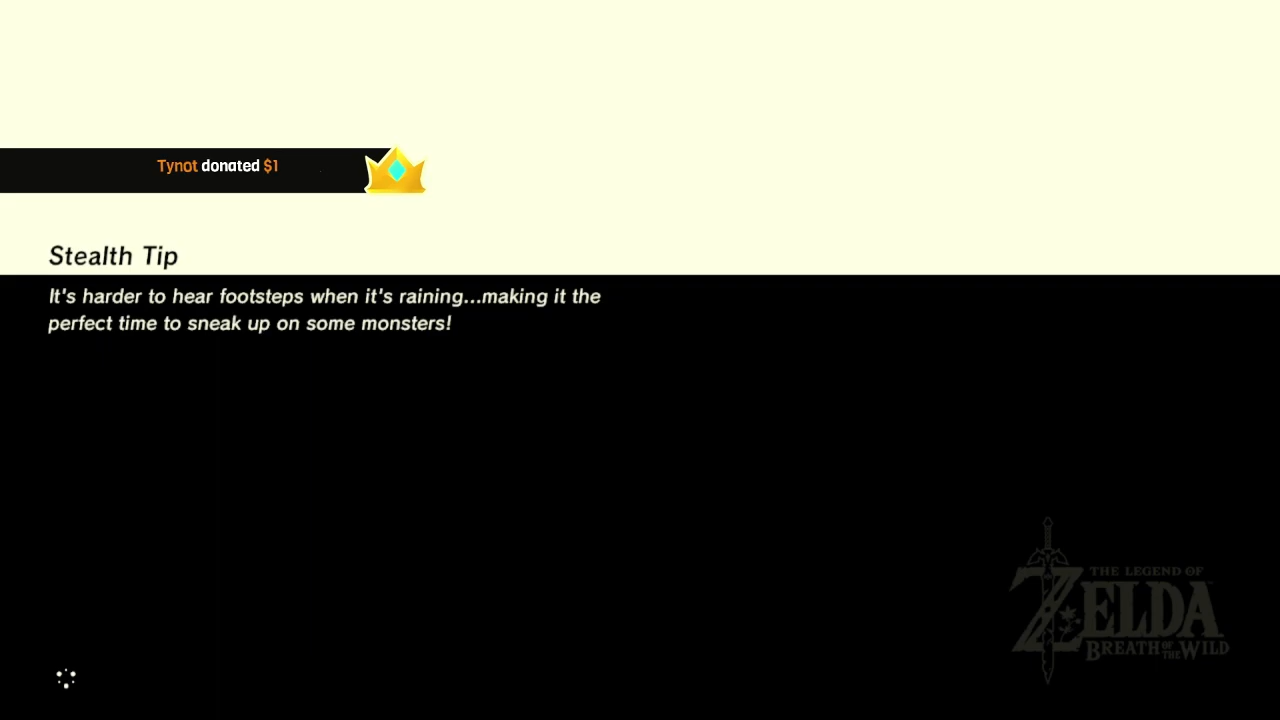 Tynot donated $1
Stealth Tip
It's harder to hear footsteps when it's raining...making it the
perfect time to sneak up on some monsters!
THE LEGEND OF
ZELDA
BREATH OF THE WILD